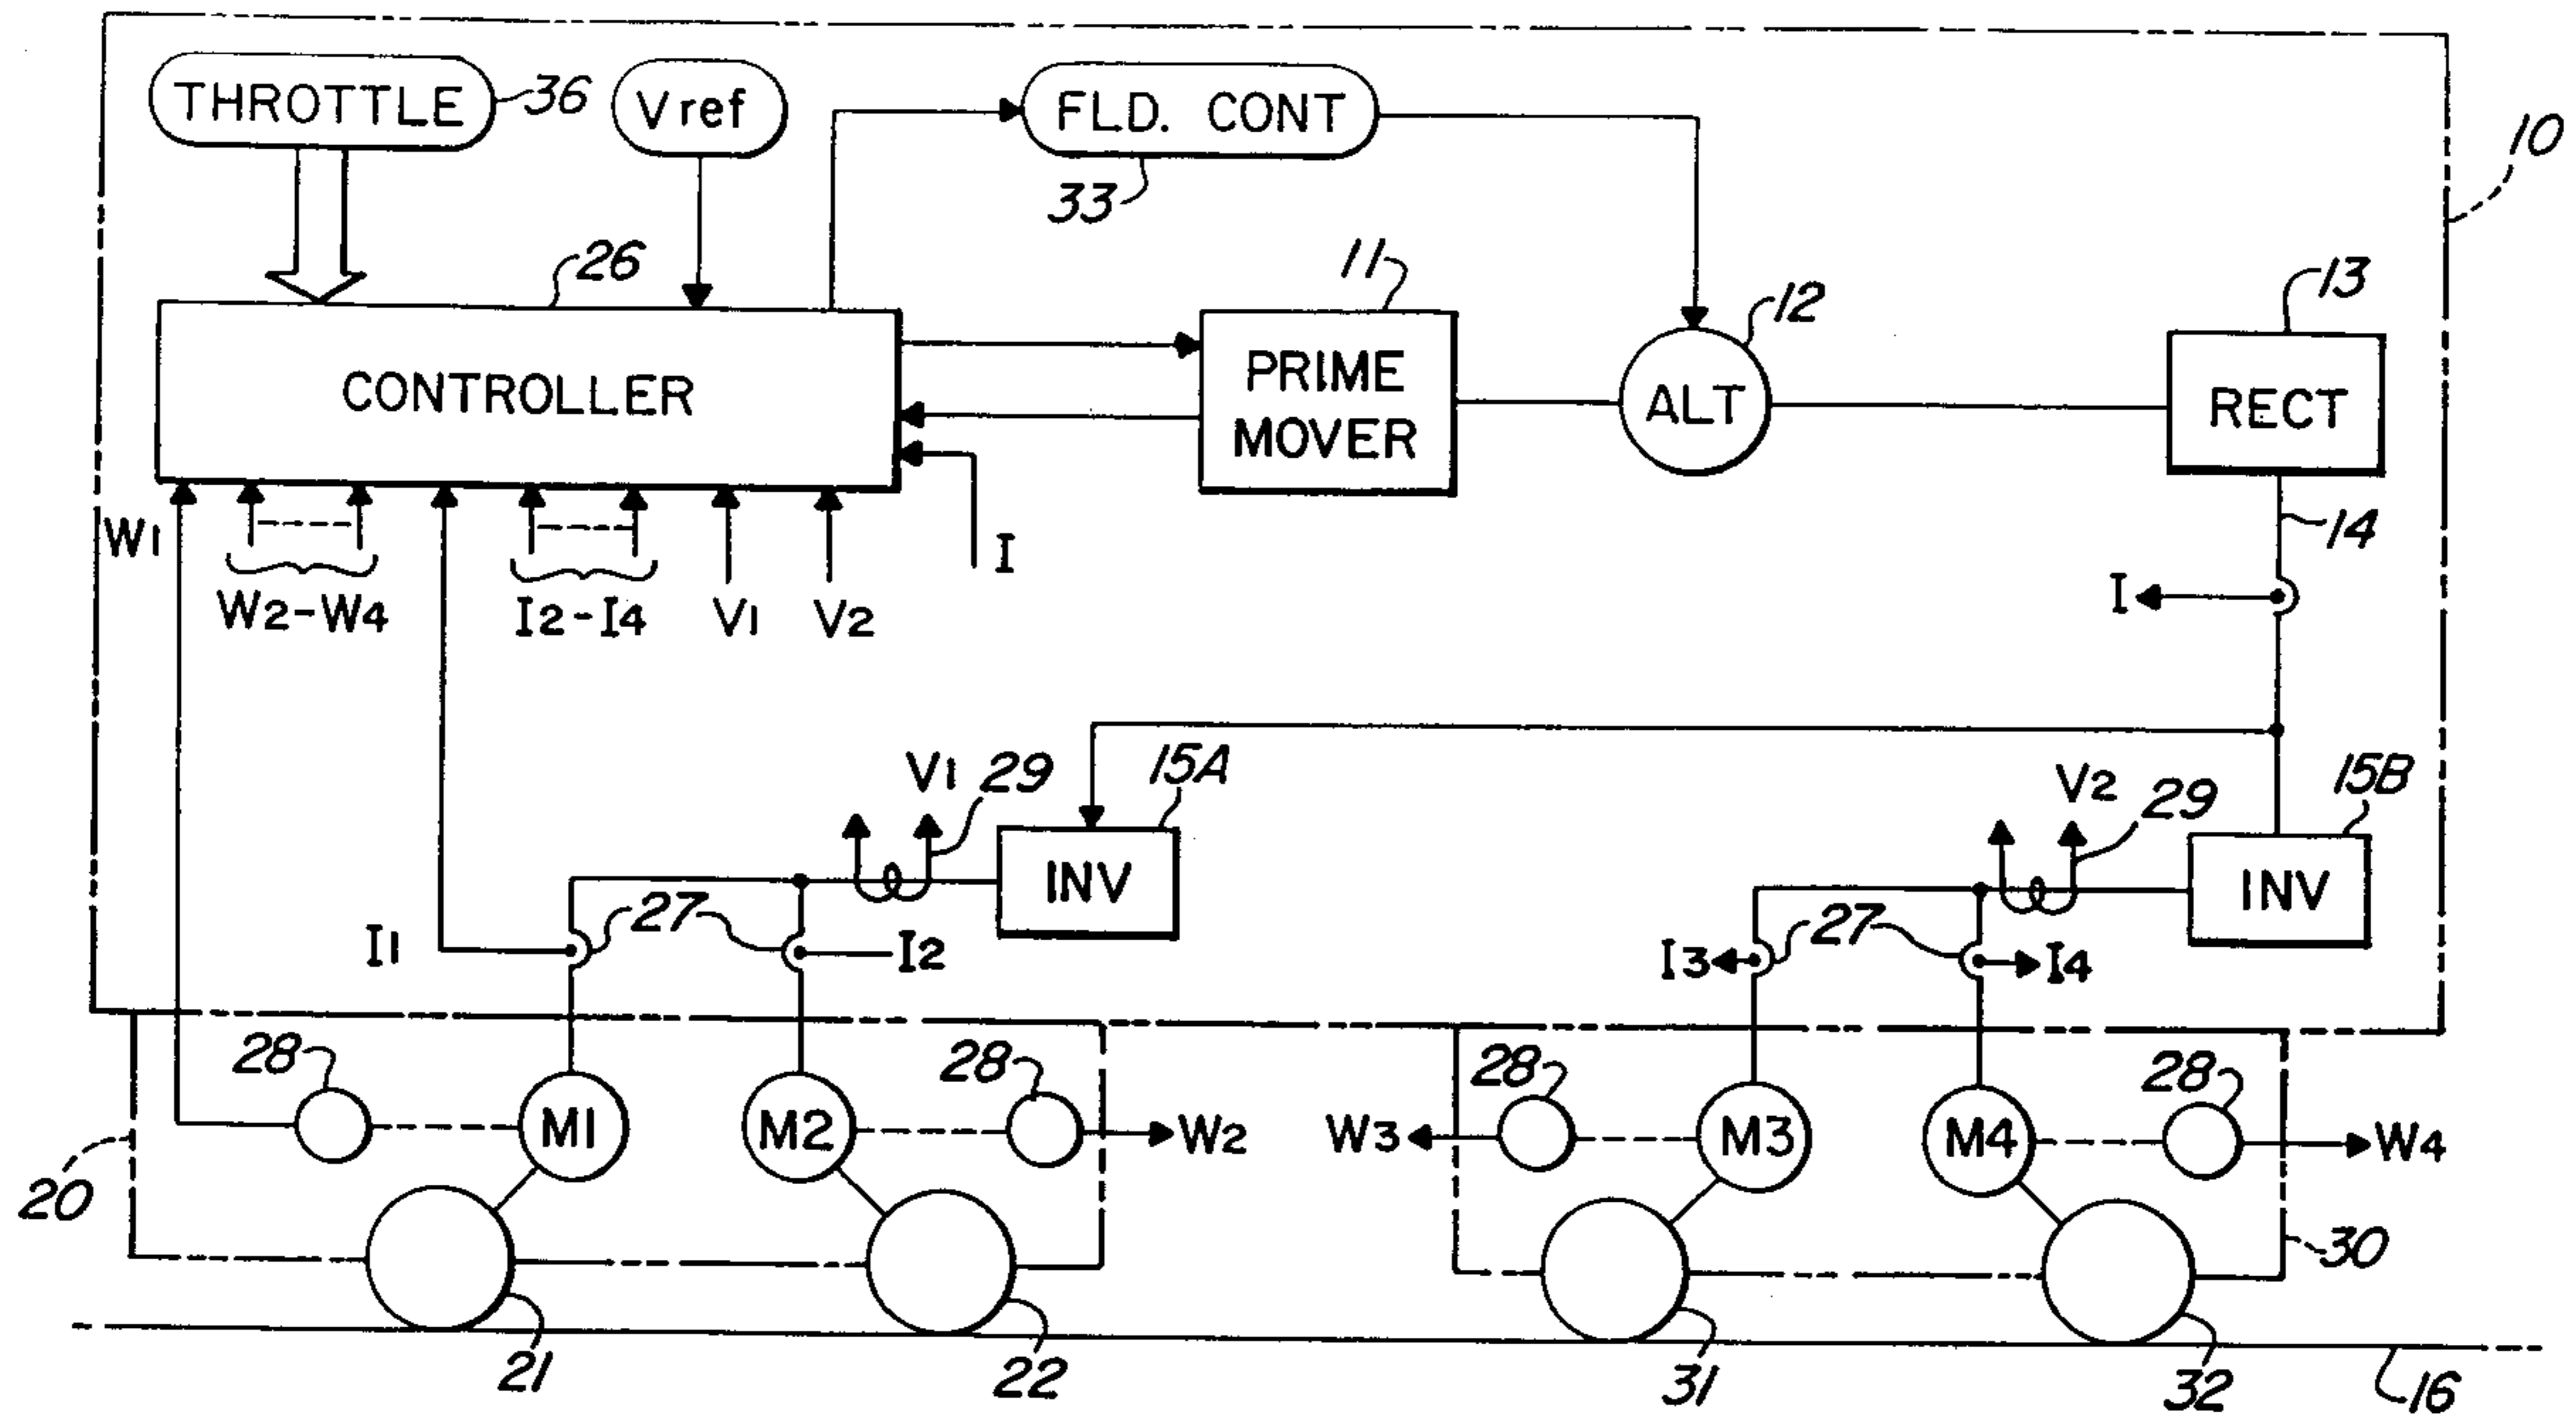 THROTTLE 36 Vref FLD. CONT
33
10
26 11 12 13
CONTROLLER
PRIME
MOVER
ALT
RECT
14
W1 I I
W2-W4 I2-I4 V1 V2
V1 29 15A V2 29 15B
INV INV
27 27
I1 I2 I3 I4
28 28 28 28
M1 M2 M3 M4
W2 W3 W4
20 30
21 22 31 32 16